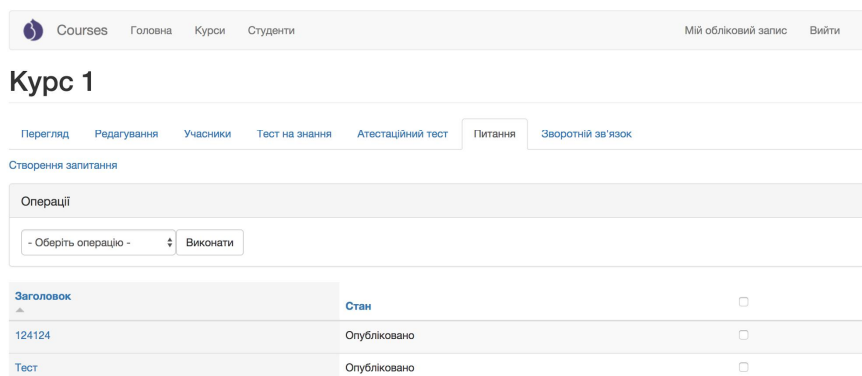 Courses Головна Курси Студенти Мій обліковий запис Вийти
Курс 1
Перегляд Редагування Учасники Тест на знання Атестаційний тест Питання Зворотній зв'язок
Створення запитання
Операції
- Оберіть операцію - Виконати
Заголовок Стан
124124 Опубліковано
Тест Опубліковано